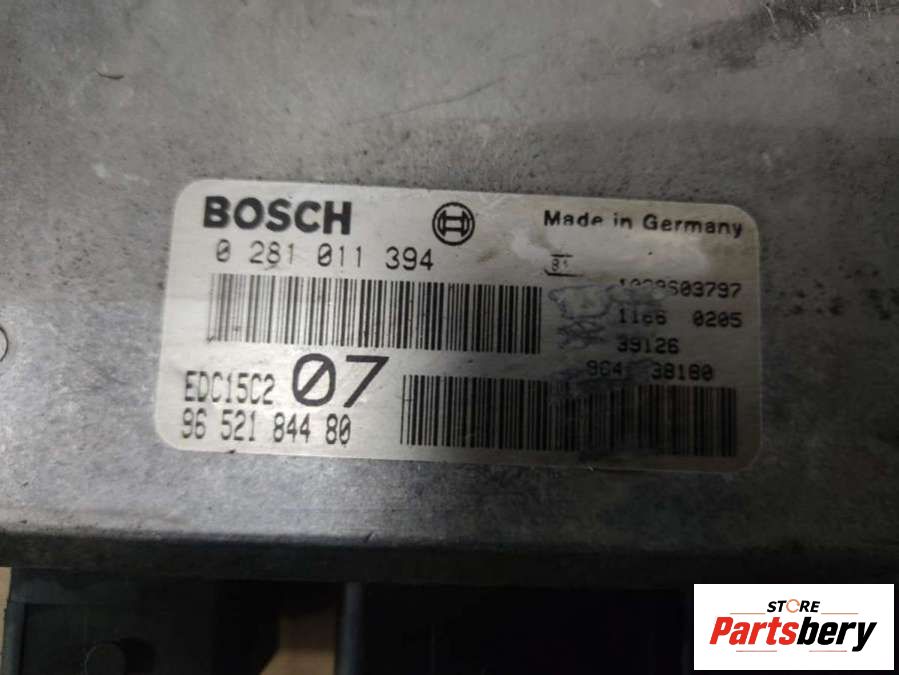 BOSCH
Made in Germany
0 281 011 394
1166 0205
39126
38180
EDC15C2 07
96 521 844 80
STORE
Partsbery